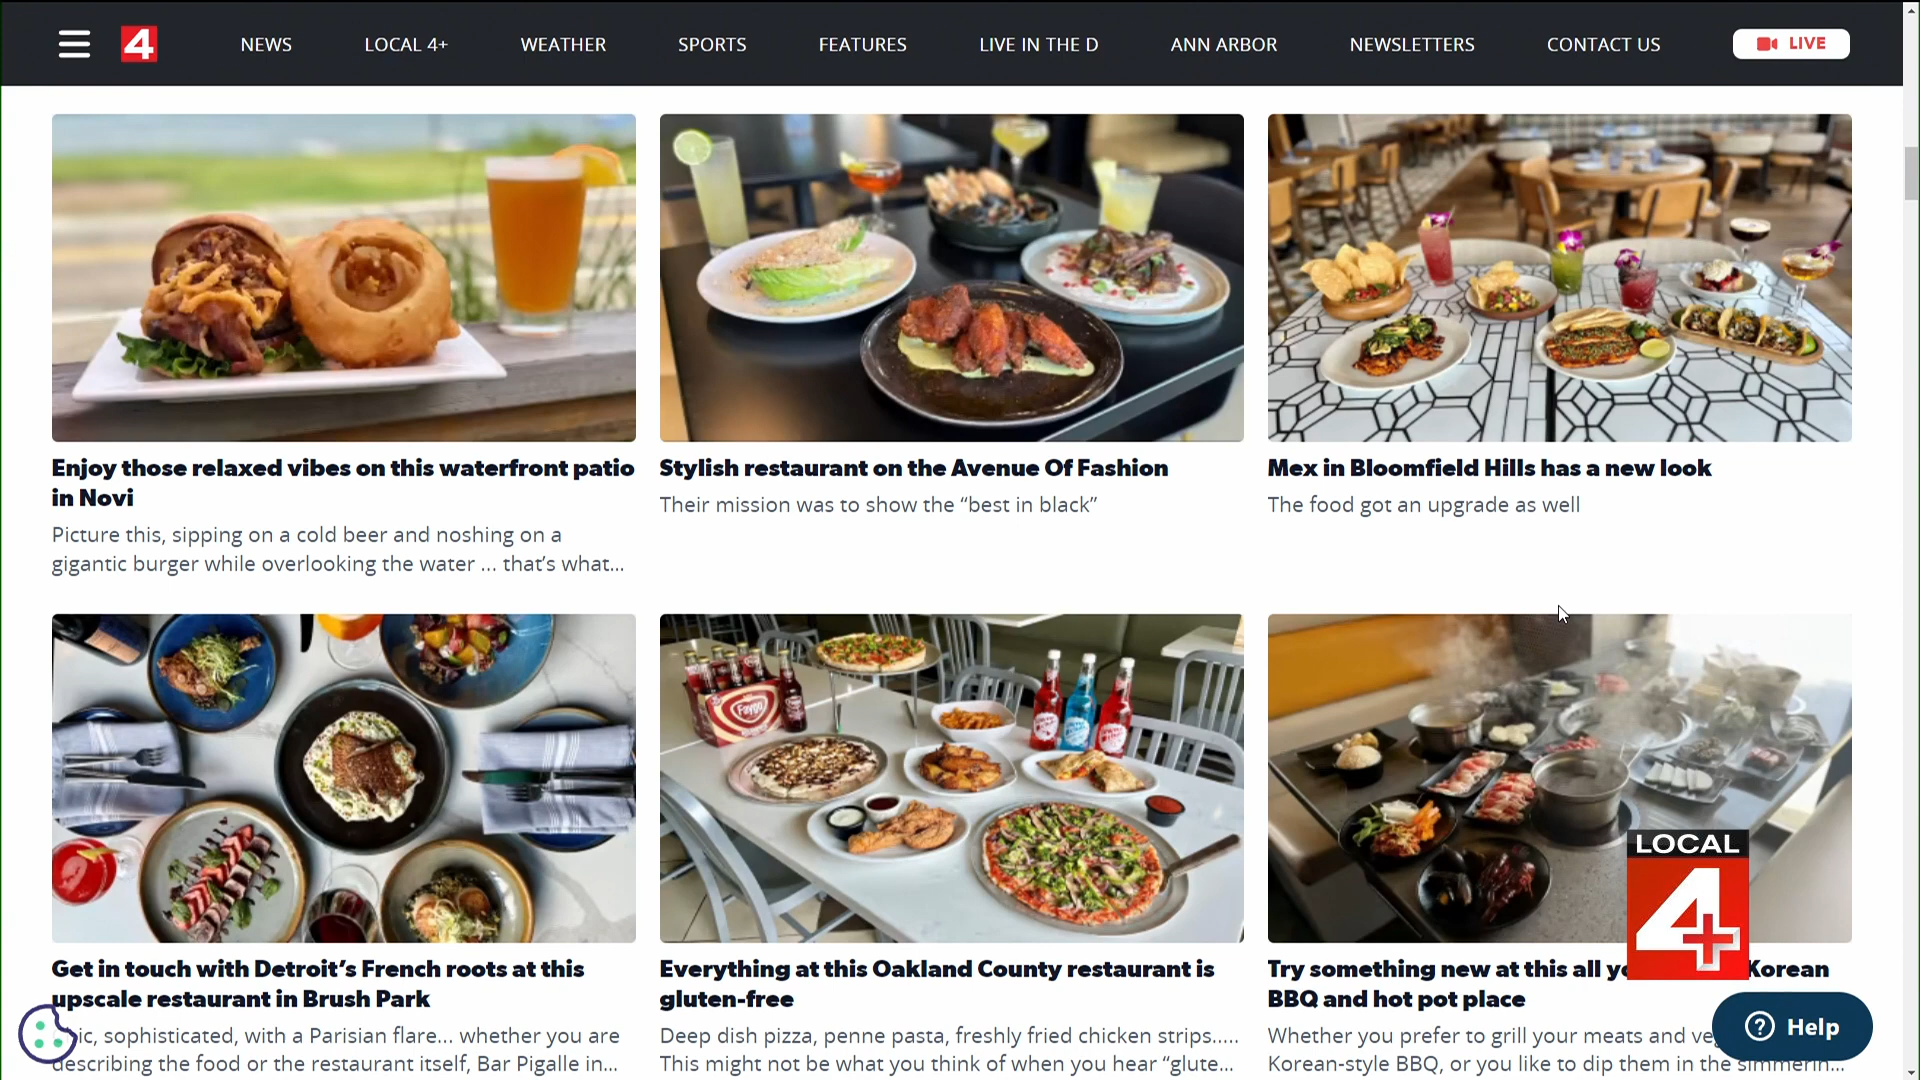 4
NEWS
LOCAL 4+
WEATHER
SPORTS
FEATURES
LIVE IN THE D
ANN ARBOR
NEWSLETTERS
CONTACT US
LIVE
Enjoy those relaxed vibes on this waterfront patio
in Novi
Picture this, sipping on a cold beer and noshing on a
gigantic burger while overlooking the water ... that’s what...
Stylish restaurant on the Avenue Of Fashion
Their mission was to show the “best in black”
Mex in Bloomfield Hills has a new look
The food got an upgrade as well
Faygo
Get in touch with Detroit’s French roots at this
upscale restaurant in Brush Park
sophisticated, with a Parisian flare... whether you are
describing the food or the restaurant itself, Bar Pigalle in...
Everything at this Oakland County restaurant is
gluten-free
Deep dish pizza, penne pasta, freshly fried chicken strips.....
This might not be what you think of when you hear “glute...
Try something new at this all Korean
BBQ and hot pot place
Whether you prefer to grill your meats and
Korean-style BBQ, or you like to dip them in the simmerin...
LOCAL
4+
Help